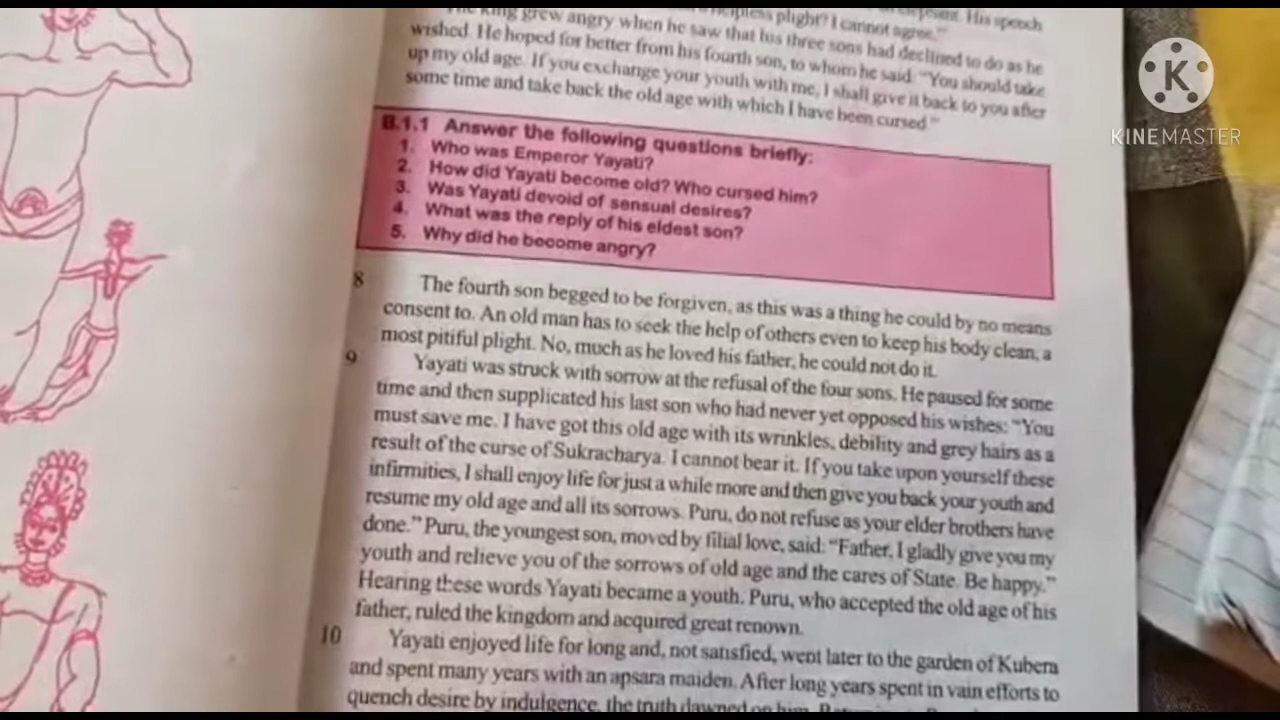 His speech
plight? I cannot agree."
King grew angry when he saw that his three sons had declined to do as he
wished. He hoped for better from his fourth son, to whom he said: "You should take
up my old age. If you exchange your youth with me, I shall give it back to you after
some time and take back the old age with which I have been cursed."
B.1.1 Answer the following questions briefly:
1. Who was Emperor Yayati?
2. How did Yayati become old? Who cursed him?
3. Was Yayati devoid of sensual desires?
4. What was the reply of his eldest son?
5. Why did he become angry?
8 The fourth son begged to be forgiven, as this was a thing he could by no means
consent to. An old man has to seek the help of others even to keep his body clean, a
most pitiful plight. No, much as he loved his father, he could not do it.
9 Yayati was struck with sorrow at the refusal of the four sons. He paused for some
time and then supplicated his last son who had never yet opposed his wishes: "You
must save me. I have got this old age with its wrinkles, debility and grey hairs as a
result of the curse of Sukracharya. I cannot bear it. If you take upon yourself these
infirmities, I shall enjoy life for just a while more and then give you back your youth and
resume my old age and all its sorrows. Puru, do not refuse as your elder brothers have
done." Puru, the youngest son, moved by filial love, said: "Father, I gladly give you my
youth and relieve you of the sorrows of old age and the cares of State. Be happy."
Hearing these words Yayati became a youth. Puru, who accepted the old age of his
father, ruled the kingdom and acquired great renown.
10 Yayati enjoyed life for long and, not satisfied, went later to the garden of Kubera
and spent many years with an apsara maiden. After long years spent in vain efforts to
quench desire by indulgence, the truth dawned on him.
K
KINEMASTER